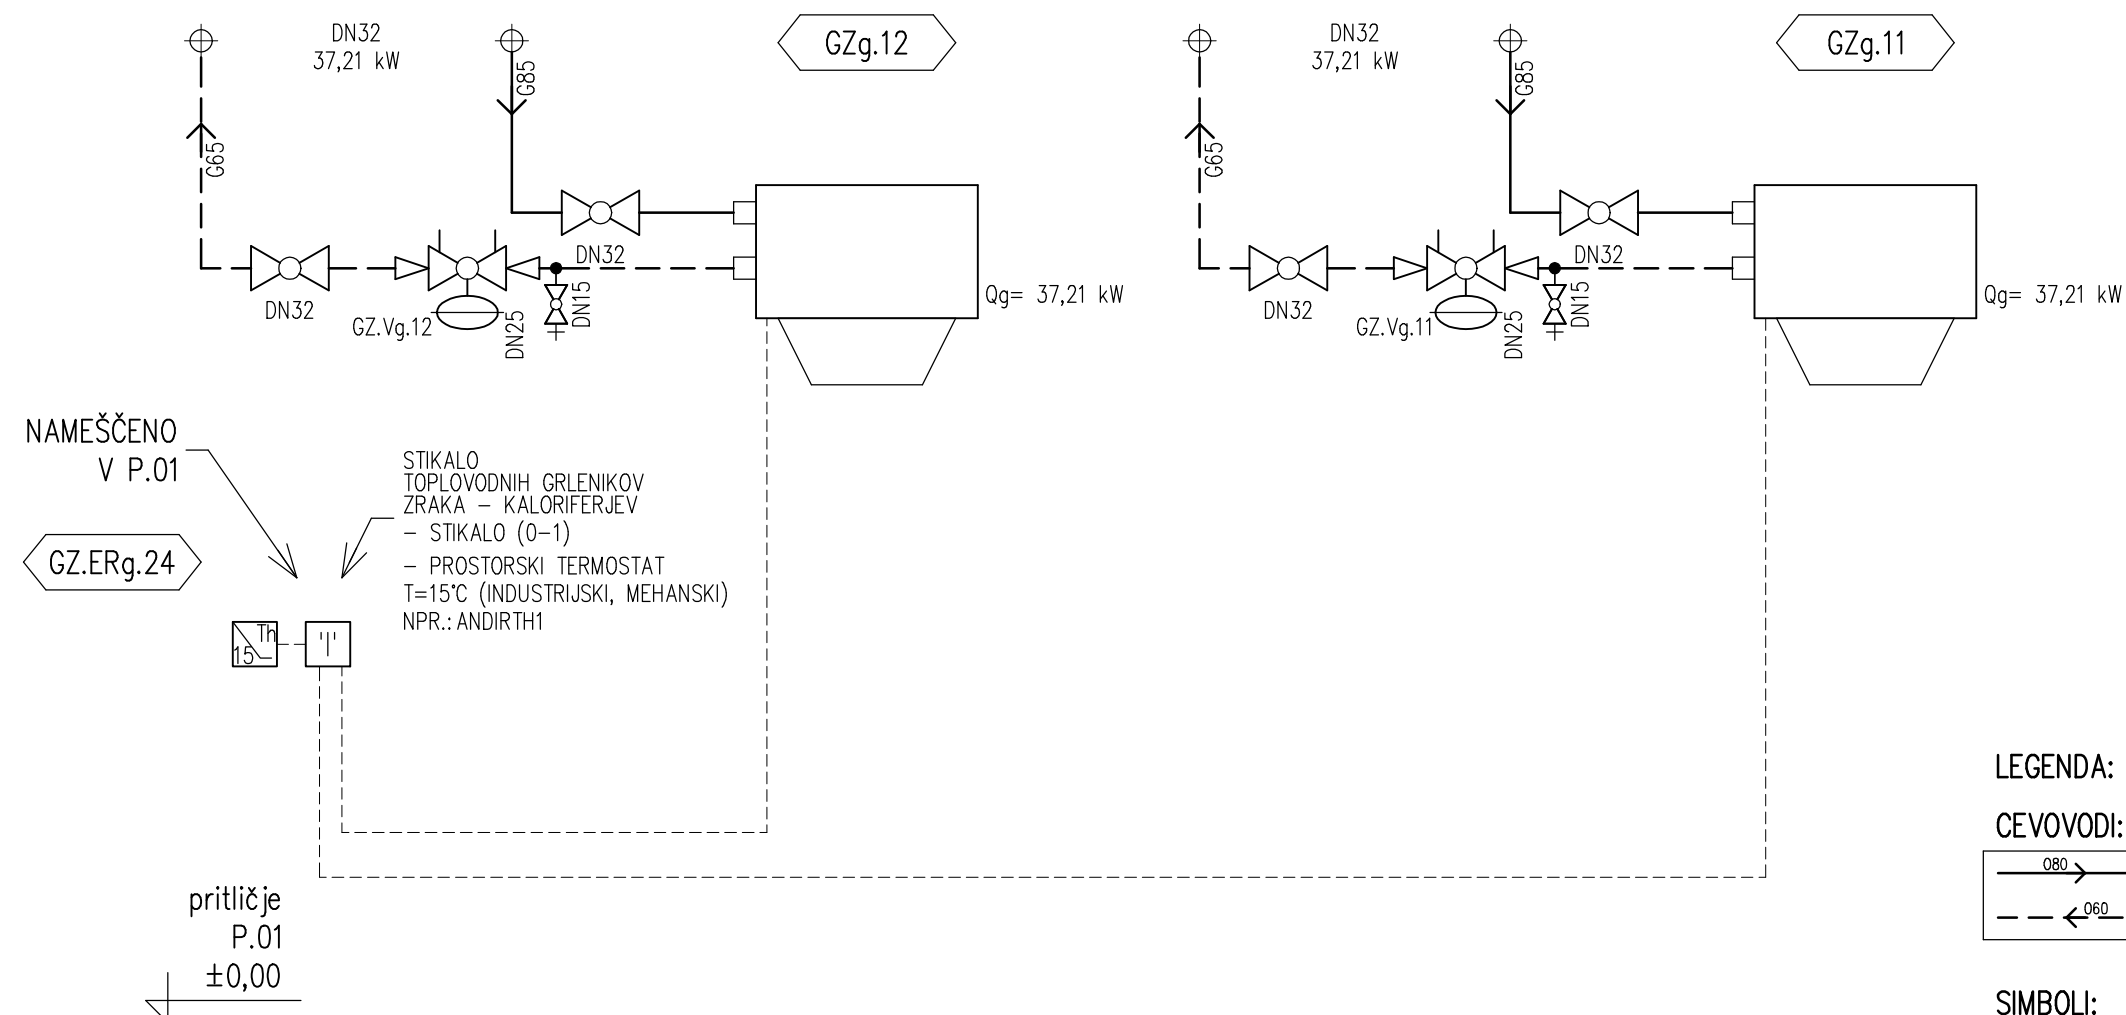 DN32
37,21 kW
GZg.12
G85
G65
DN32
DN32
GZ.Vg.12
DN25
DN15
Qg= 37,21 kW
DN32
37,21 kW
GZg.11
G85
G65
DN32
DN32
GZ.Vg.11
DN25
DN15
Qg= 37,21 kW
NAMEŠČENO
V P.01
GZ.ERg.24
STIKALO
TOPLOVODNIH GRLENIKOV
ZRAKA – KALORIFERJEV
– STIKALO (0–1)
– PROSTORSKI TERMOSTAT
T=15°C (INDUSTRIJSKI, MEHANSKI)
NPR.: ANDIRTH1
Th
15
pritličje
P.01
±0,00
LEGENDA:
CEVOVODI:
080
060
SIMBOLI: